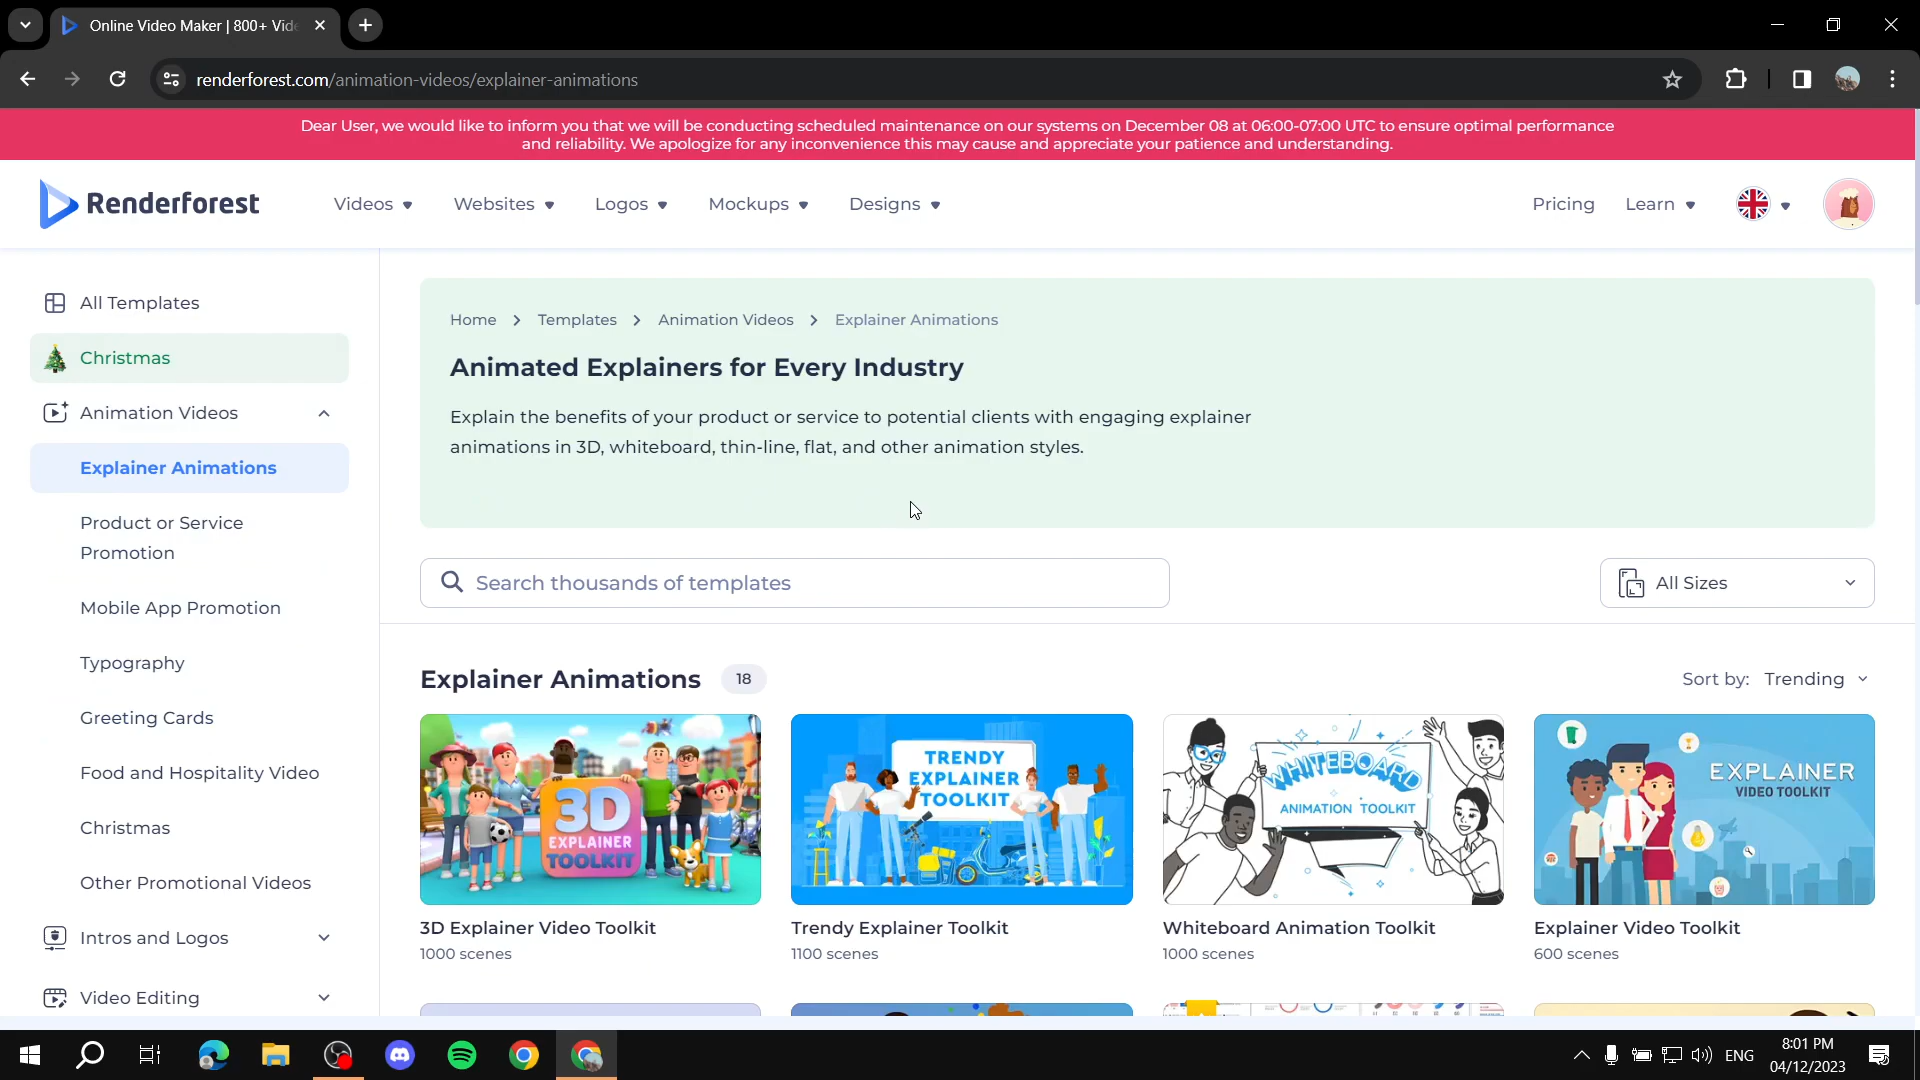 Online Video Maker | 800+ Vide
renderforest.com/animation-videos/explainer-animations
Dear User, we would like to inform you that we will be conducting scheduled maintenance on our systems on December 08 at 06:00-07:00 UTC to ensure optimal performance
and reliability. We apologize for any inconvenience this may cause and appreciate your patience and understanding.
Renderforest
Videos
Websites
Logos
Mockups
Designs
Pricing
Learn
All Templates
Christmas
Animation Videos
Explainer Animations
Product or Service
Promotion
Mobile App Promotion
Typography
Greeting Cards
Food and Hospitality Video
Christmas
Other Promotional Videos
Intros and Logos
Video Editing
Home > Templates > Animation Videos > Explainer Animations
Animated Explainers for Every Industry
Explain the benefits of your product or service to potential clients with engaging explainer
animations in 3D, whiteboard, thin-line, flat, and other animation styles.
Search thousands of templates
All Sizes
Explainer Animations 18
Sort by: Trending
3D
EXPLAINER
TOOLKIT
TRENDY
EXPLAINER
TOOLKIT
WHITEBOARD
ANIMATION TOOLKIT
EXPLAINER
VIDEO TOOLKIT
3D Explainer Video Toolkit
1000 scenes
Trendy Explainer Toolkit
1100 scenes
Whiteboard Animation Toolkit
1000 scenes
Explainer Video Toolkit
600 scenes
ENG
8:01 PM
04/12/2023